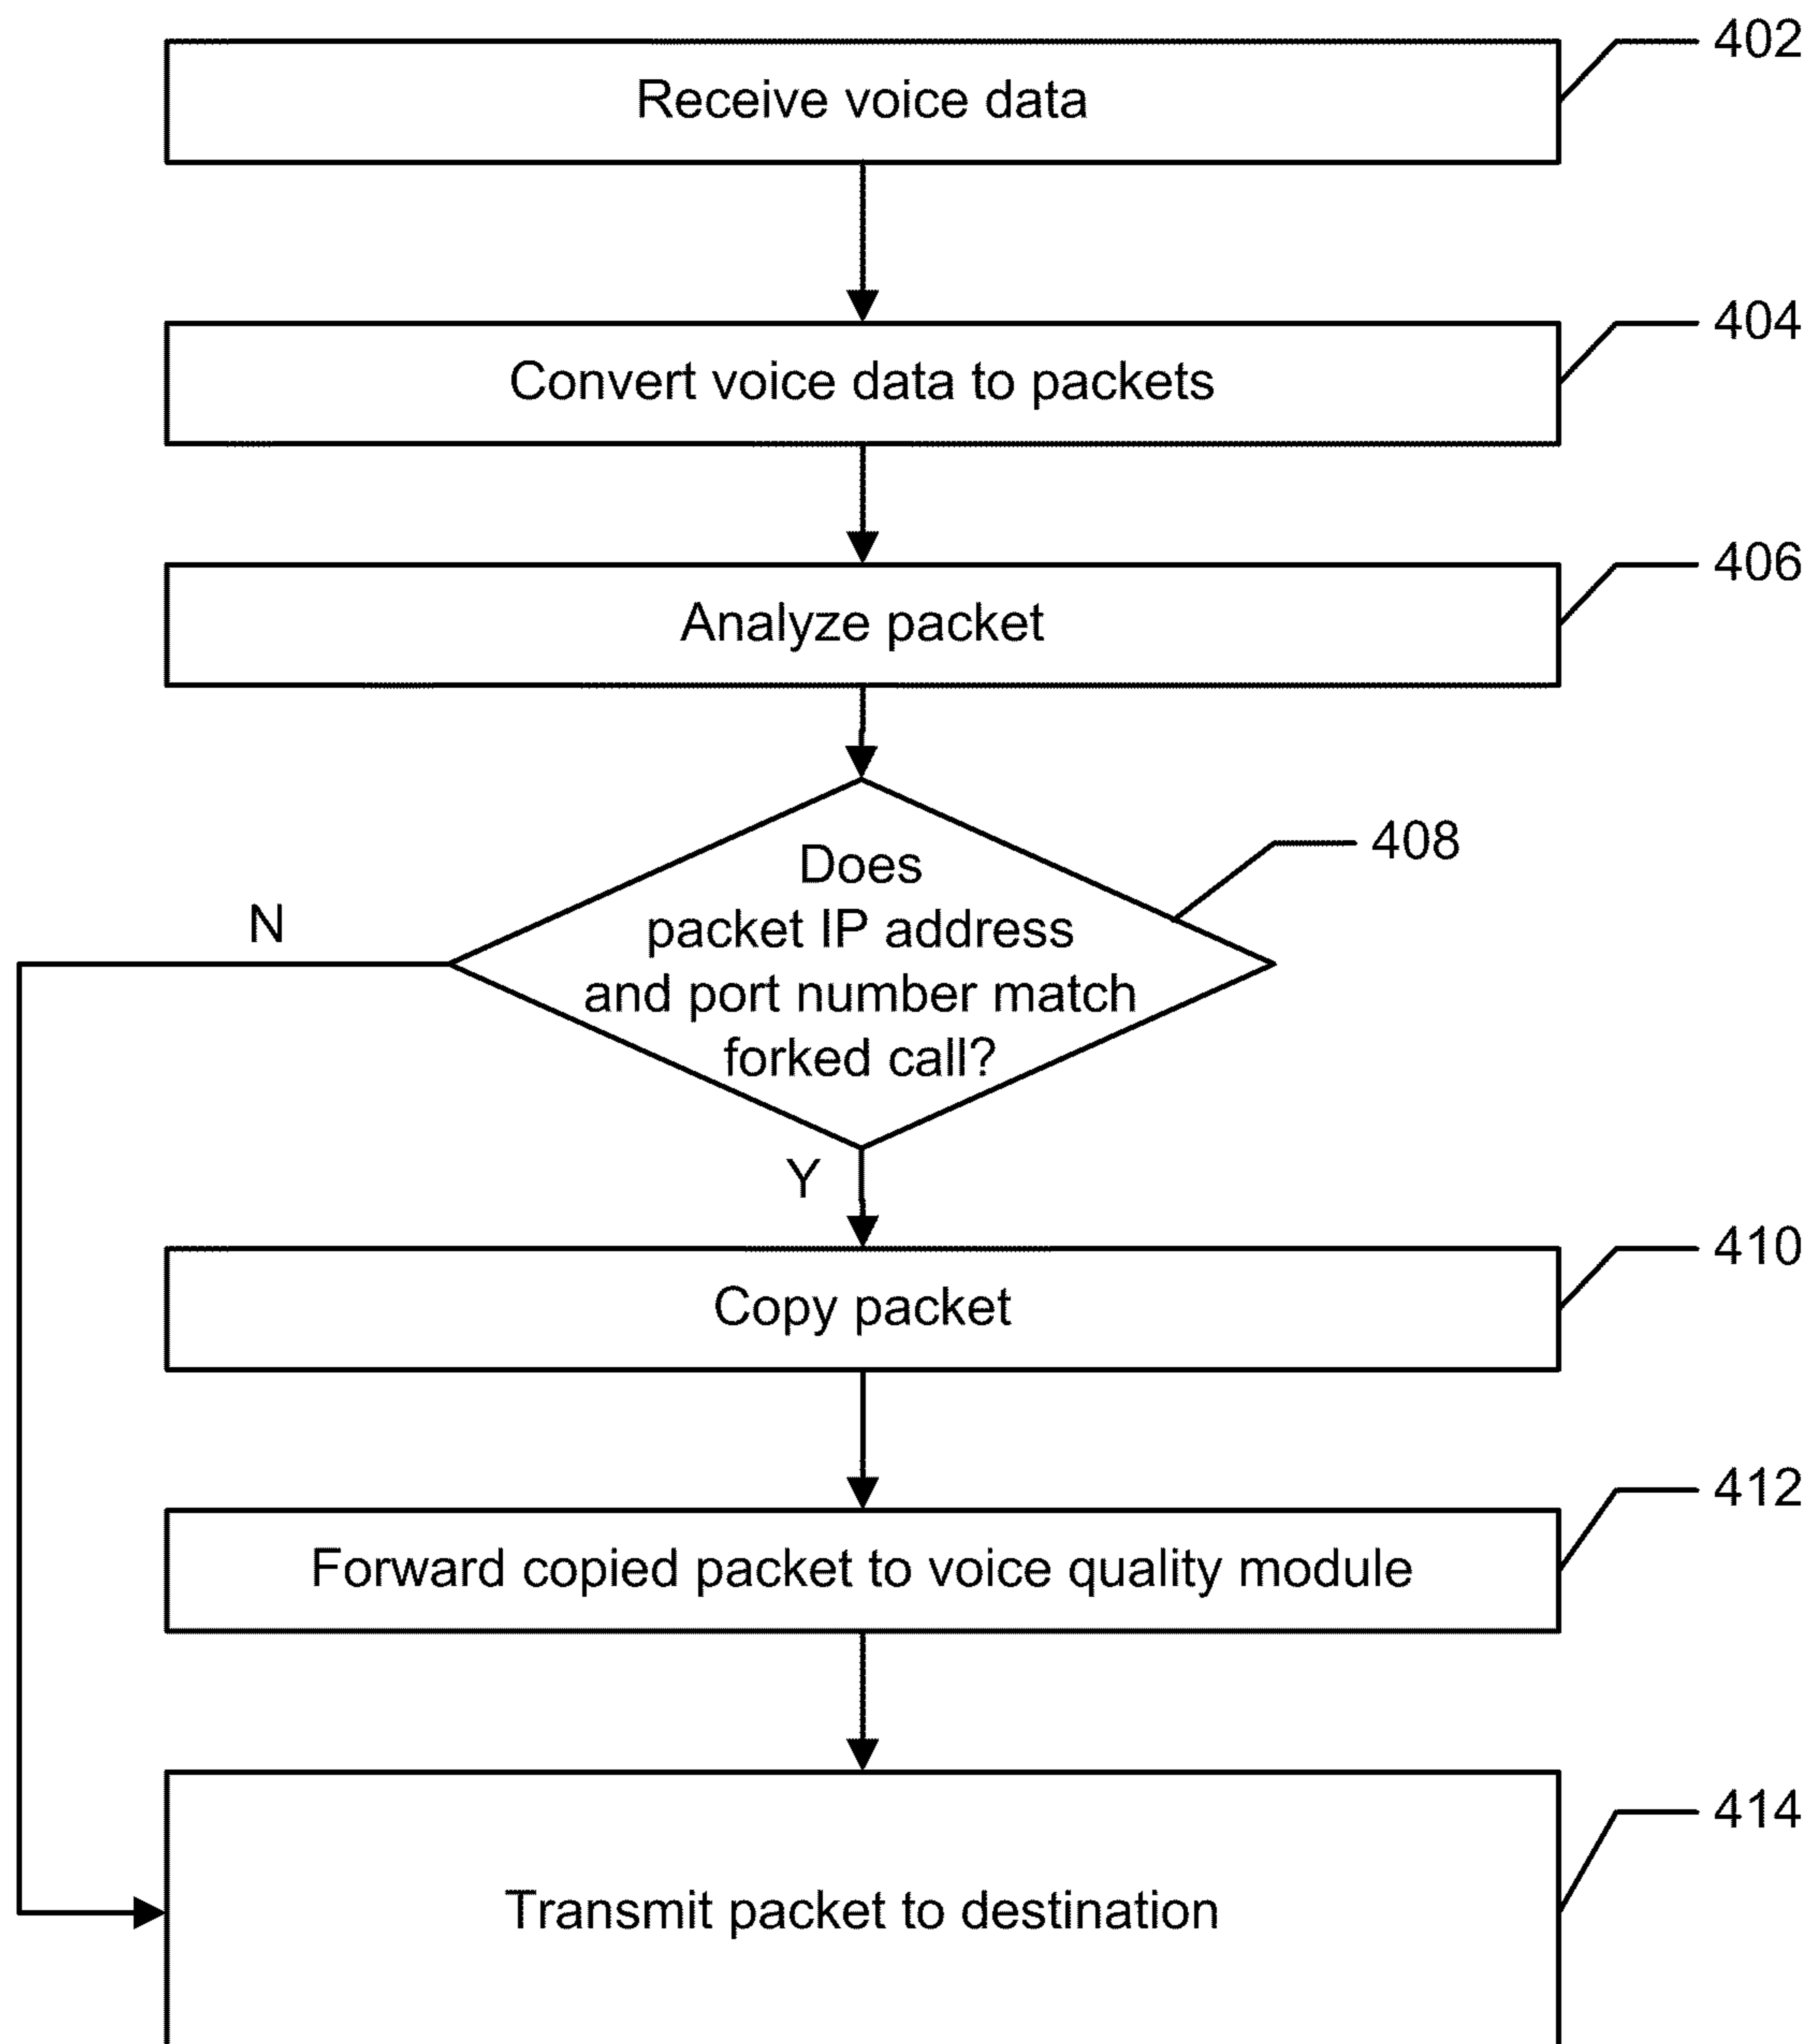 402
Receive voice data
404
Convert voice data to packets
406
Analyze packet
408
Does
packet IP address
and port number match
forked call?
N
Y
410
Copy packet
412
Forward copied packet to voice quality module
414
Transmit packet to destination